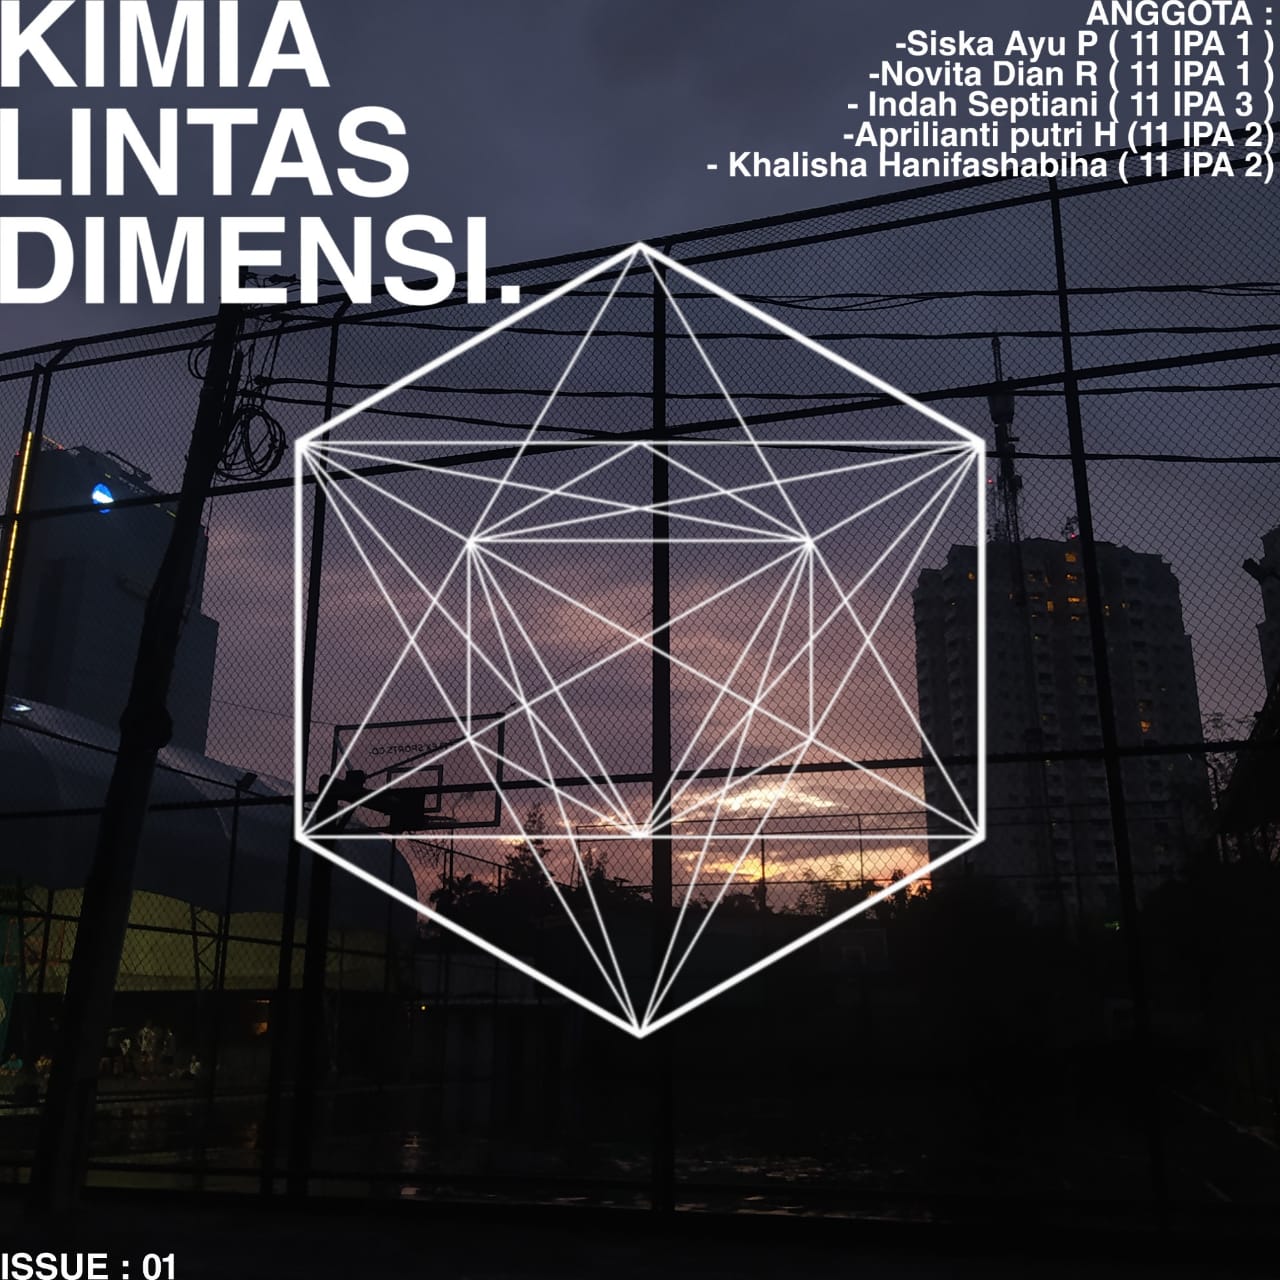 KIMIA
LINTAS
DIMENSI.
ANGGOTA :
-Siska Ayu P ( 11 IPA 1 )
-Novita Dian R ( 11 IPA 1 )
- Indah Septiani ( 11 IPA 3 )
-Aprilianti putri H (11 IPA 2)
- Khalisha Hanifashabiha ( 11 IPA 2)
ISSUE : 01